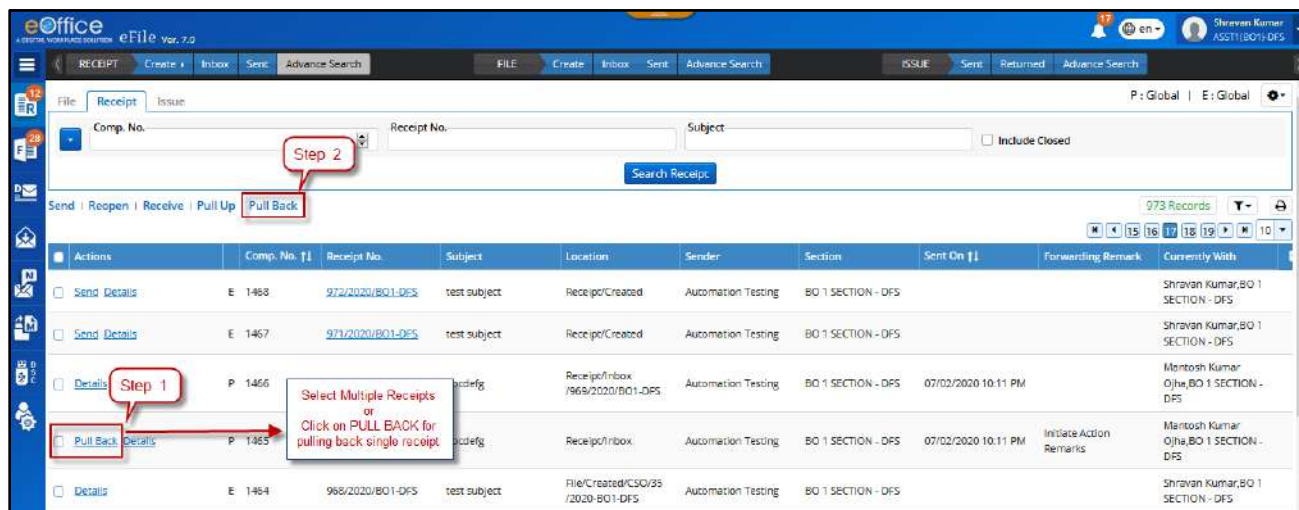 eOffice
A DIGITAL WORKPLACE SOLUTION
eFile Ver. 7.0
17
en
Shravan Kumar
ASST1(BO1)-DFS
RECEIPT Create Inbox Sent Advance Search FILE Create Inbox Sent Advance Search ISSUE Sent Returned Advance Search
12
28
File Receipt Issue P : Global | E : Global
Comp. No. Receipt No. Subject Include Closed
Step 2
Search Receipt
Send | Reopen | Receive | Pull Up | Pull Back 973 Records
15 16 17 18 19 10
Actions Comp. No. Receipt No. Subject Location Sender Section Sent On Forwarding Remark Currently With
Send Details E 1468 972/2020/BO1-DFS test subject Receipt/Created Automation Testing BO 1 SECTION - DFS Shravan Kumar,BO 1
SECTION - DFS
Send Details E 1467 971/2020/BO1-DFS test subject Receipt/Created Automation Testing BO 1 SECTION - DFS Shravan Kumar,BO 1
SECTION - DFS
Details P 1466 Receipt/Inbox
/969/2020/BO1-DFS Automation Testing BO 1 SECTION - DFS 07/02/2020 10:11 PM Mantosh Kumar
Ojha,BO 1 SECTION -
DFS
Step 1
Select Multiple Receipts
or
Click on PULL BACK for
pulling back single receipt
Pull Back Details P 1465 Receipt/Inbox Automation Testing BO 1 SECTION - DFS 07/02/2020 10:11 PM Initiate Action
Remarks Mantosh Kumar
Ojha,BO 1 SECTION -
DFS
Details E 1464 968/2020/BO1-DFS test subject File/Created/CSO/35
/2020-BO1-DFS Automation Testing BO 1 SECTION - DFS Shravan Kumar,BO 1
SECTION - DFS